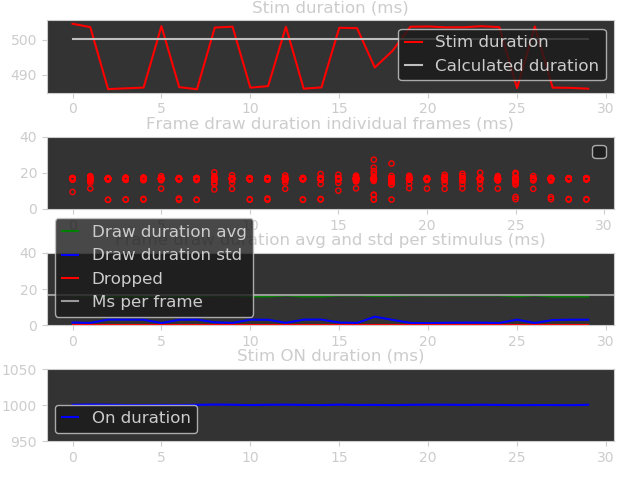 Stim duration (ms)
500
490
Stim duration
Calculated duration
0 5 10 15 20 25 30
Frame draw duration individual frames (ms)
40
20
0
0 5 10 15 20 25 30
Frame draw duration avg and std per stimulus (ms)
40
20
0
Draw duration avg
Draw duration std
Dropped
Ms per frame
0 5 10 15 20 25 30
Stim ON duration (ms)
1050
1000
950
On duration
0 5 10 15 20 25 30